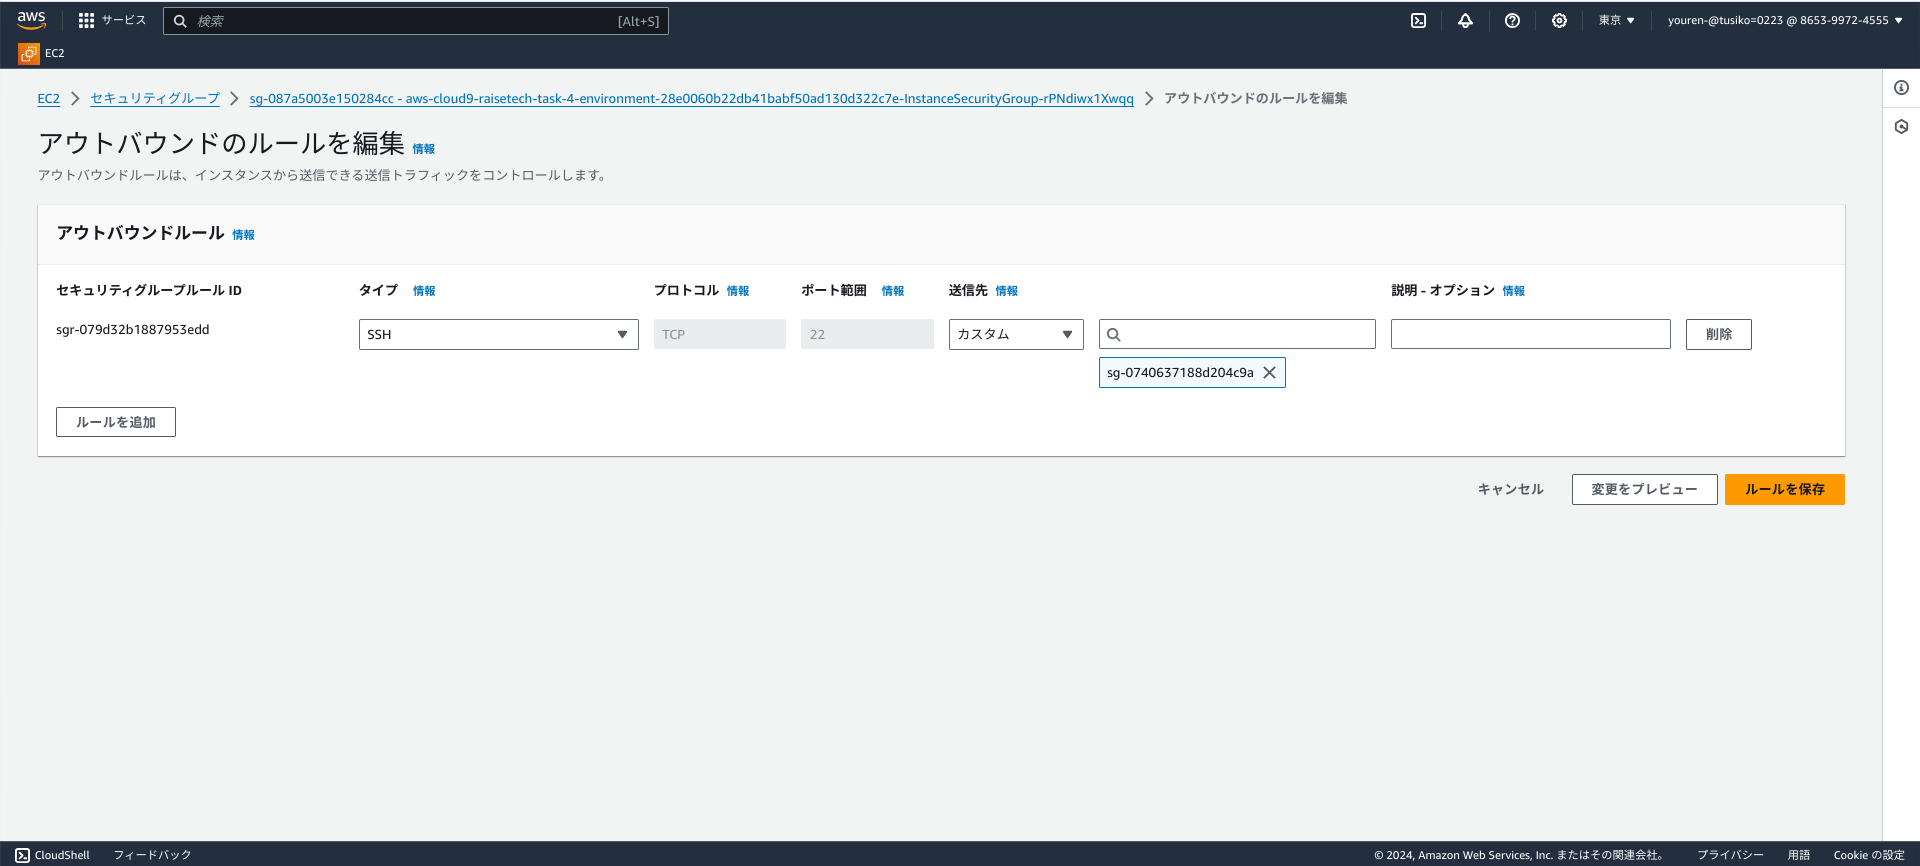 aws サービス 検索 [Alt+S] 東京 youren-@tusiko=0223 @ 8653-9972-4555
EC2
EC2 セキュリティグループ sg-087a5003e150284cc - aws-cloud9-raisetech-task-4-environment-28e0060b22db41babf50ad130d322c7e-InstanceSecurityGroup-rPNdiwx1Xwqq アウトバウンドのルールを編集
アウトバウンドのルールを編集 情報
アウトバウンドルールは、インスタンスから送信できる送信トラフィックをコントロールします。
アウトバウンドルール 情報
セキュリティグループルール ID タイプ 情報 プロトコル 情報 ポート範囲 情報 送信先 情報 説明 - オプション 情報
sgr-079d32b1887953edd SSH TCP 22 カスタム 削除
sg-0740637188d204c9a
ルールを追加
キャンセル 変更をプレビュー ルールを保存
CloudShell フィードバック © 2024, Amazon Web Services, Inc. またはその関連会社。 プライバシー 用語 Cookie の設定